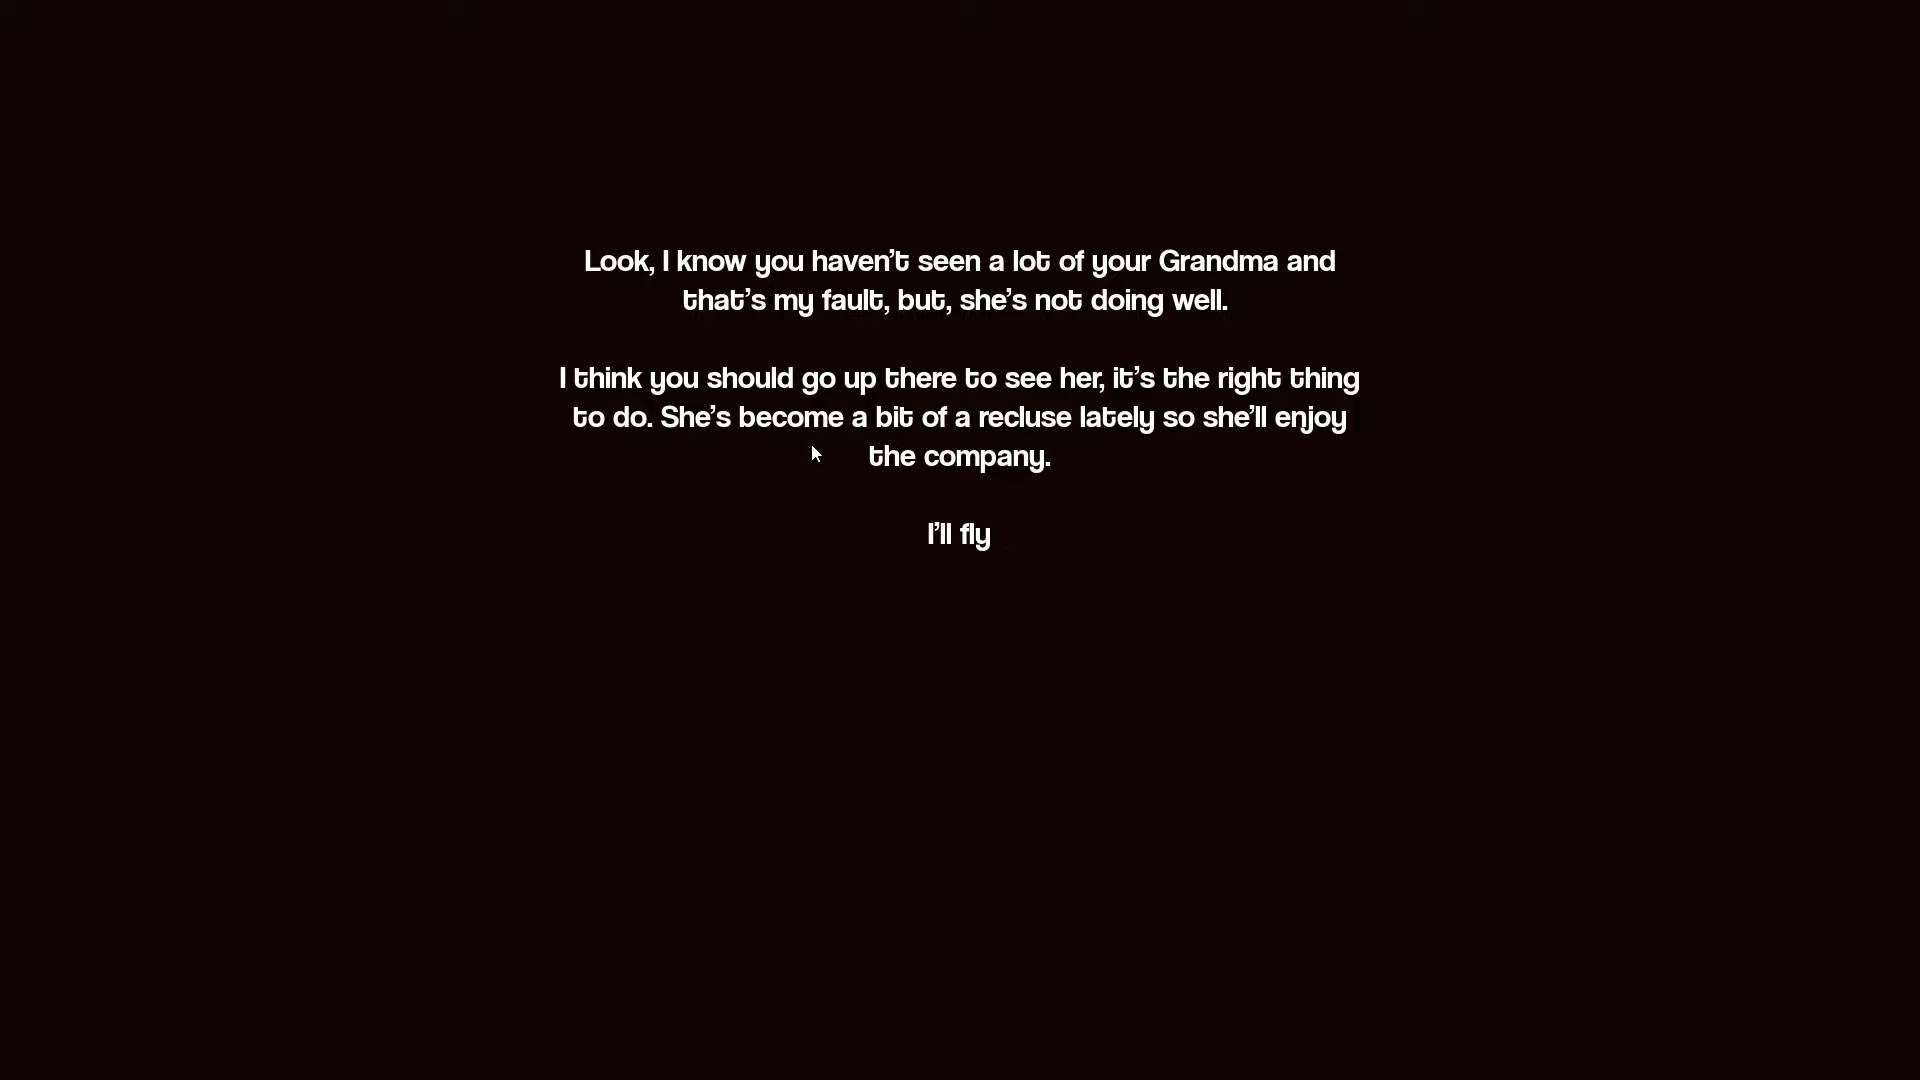 Look, I know you haven’t seen a lot of your Grandma and
that’s my fault, but, she’s not doing well.
I think you should go up there to see her, it’s the right thing
to do. She’s become a bit of a recluse lately so she’ll enjoy
the company.
I’ll fly